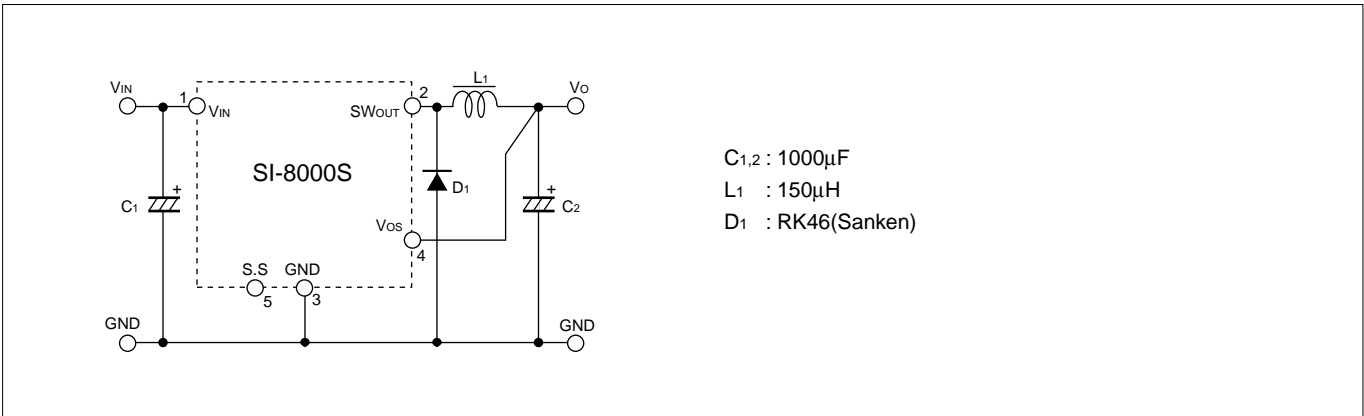 VIN
1
VIN
SWOUT
2
L1
VO
SI-8000S
C1
+
D1
+
C2
VOS
4
S.S
GND
5
3
GND
GND
C1,2 : 1000μF
L1 : 150μH
D1 : RK46(Sanken)